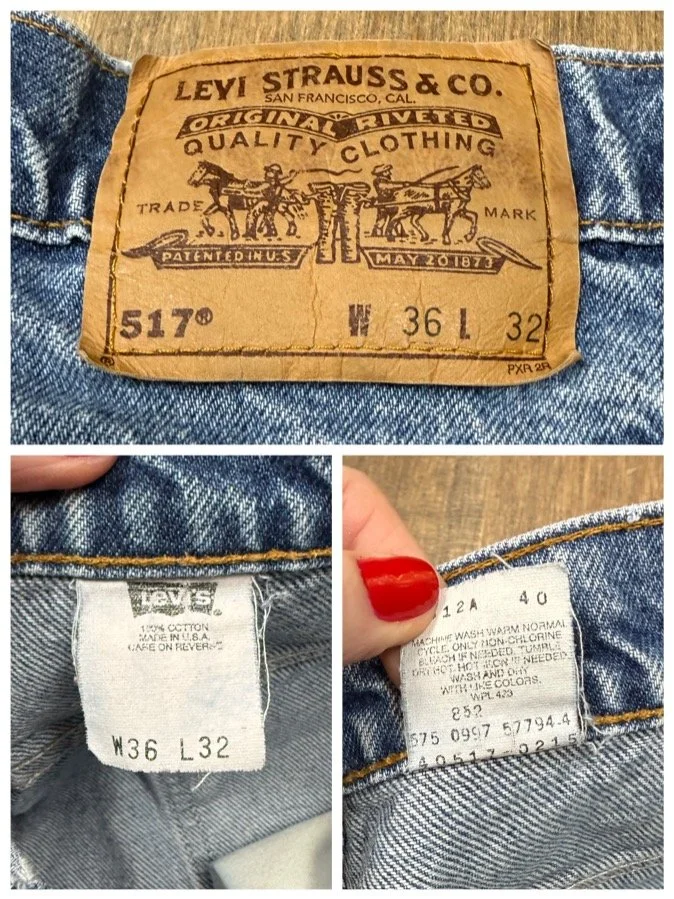 LEVI STRAUSS & CO.
SAN FRANCISCO, CAL.
ORIGINAL RIVETED
QUALITY CLOTHING
TRADE MARK
PATENTED IN U.S MAY 20 1873
517® W 36 L 32
® PXR 2R
Levi's
100% COTTON
MADE IN U.S.A.
CARE ON REVERSE
W36 L32
12A 40
MACHINE WASH WARM NORMAL
CYCLE. ONLY NON-CHLORINE
BLEACH IF NEEDED. TUMBLE
DRY HOT. HOT IRON IF NEEDED.
WASH AND DRY
WITH LIKE COLORS.
WPL 423
852
575 0997 57794-4
40517-0215